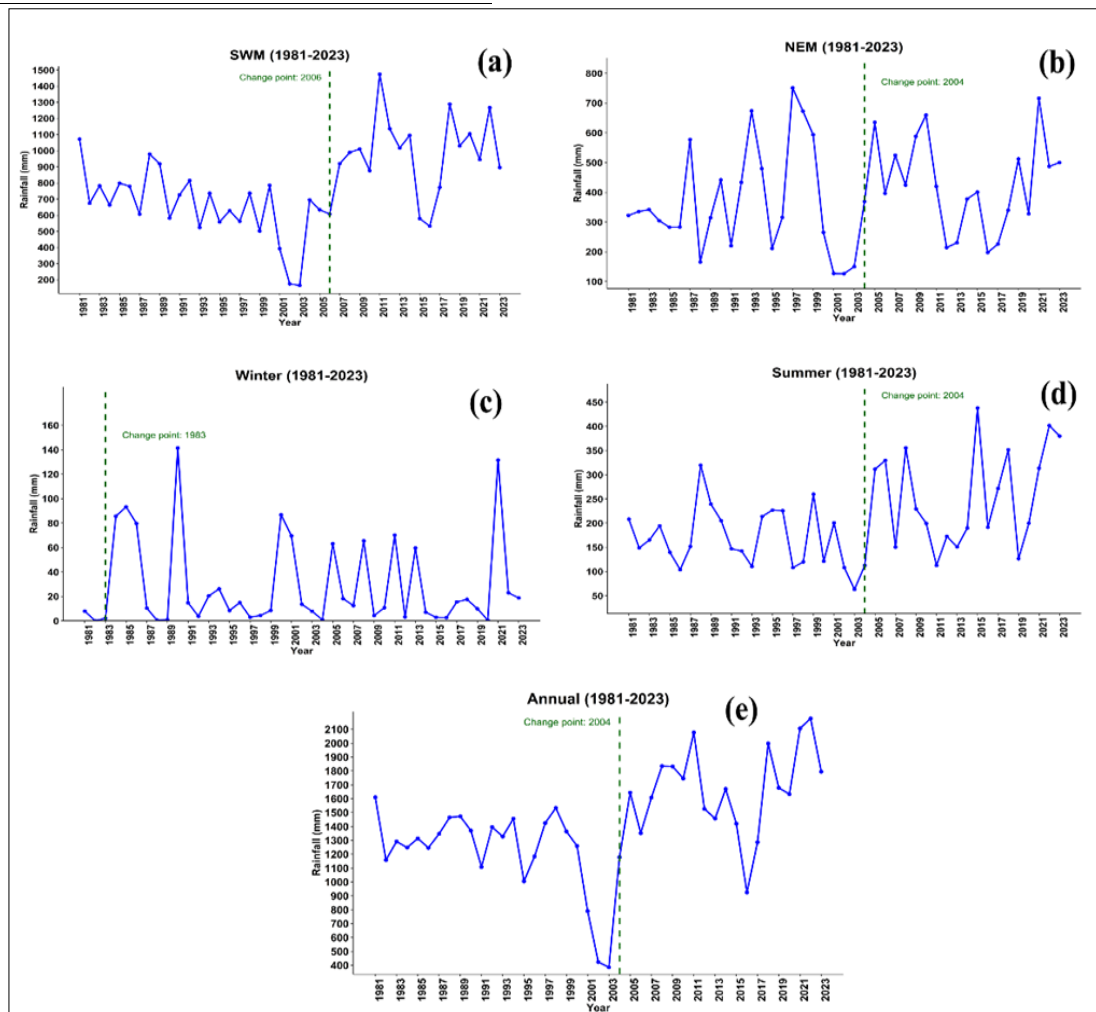 SWM (1981-2023)
(a)
Change point: 2006
1500
1400
1300
1200
1100
1000
900
800
700
600
500
400
300
200
Rainfall (mm)
1981 1983 1985 1987 1989 1991 1993 1995 1997 1999 2001 2003 2005 2007 2009 2011 2013 2015 2017 2019 2021 2023
Year
NEM (1981-2023)
(b)
Change point: 2004
800
700
600
500
400
300
200
100
Rainfall (mm)
1981 1983 1985 1987 1989 1991 1993 1995 1997 1999 2001 2003 2005 2007 2009 2011 2013 2015 2017 2019 2021 2023
Year
Winter (1981-2023)
(c)
Change point: 1983
160
140
120
100
80
60
40
20
0
Rainfall (mm)
1981 1983 1985 1987 1989 1991 1993 1995 1997 1999 2001 2003 2005 2007 2009 2011 2013 2015 2017 2019 2021 2023
Year
Summer (1981-2023)
(d)
Change point: 2004
450
400
350
300
250
200
150
100
50
Rainfall (mm)
1981 1983 1985 1987 1989 1991 1993 1995 1997 1999 2001 2003 2005 2007 2009 2011 2013 2015 2017 2019 2021 2023
Year
Annual (1981-2023)
(e)
Change point: 2004
2100
2000
1900
1800
1700
1600
1500
1400
1300
1200
1100
1000
900
800
700
600
500
400
Rainfall (mm)
1981 1983 1985 1987 1989 1991 1993 1995 1997 1999 2001 2003 2005 2007 2009 2011 2013 2015 2017 2019 2021 2023
Year